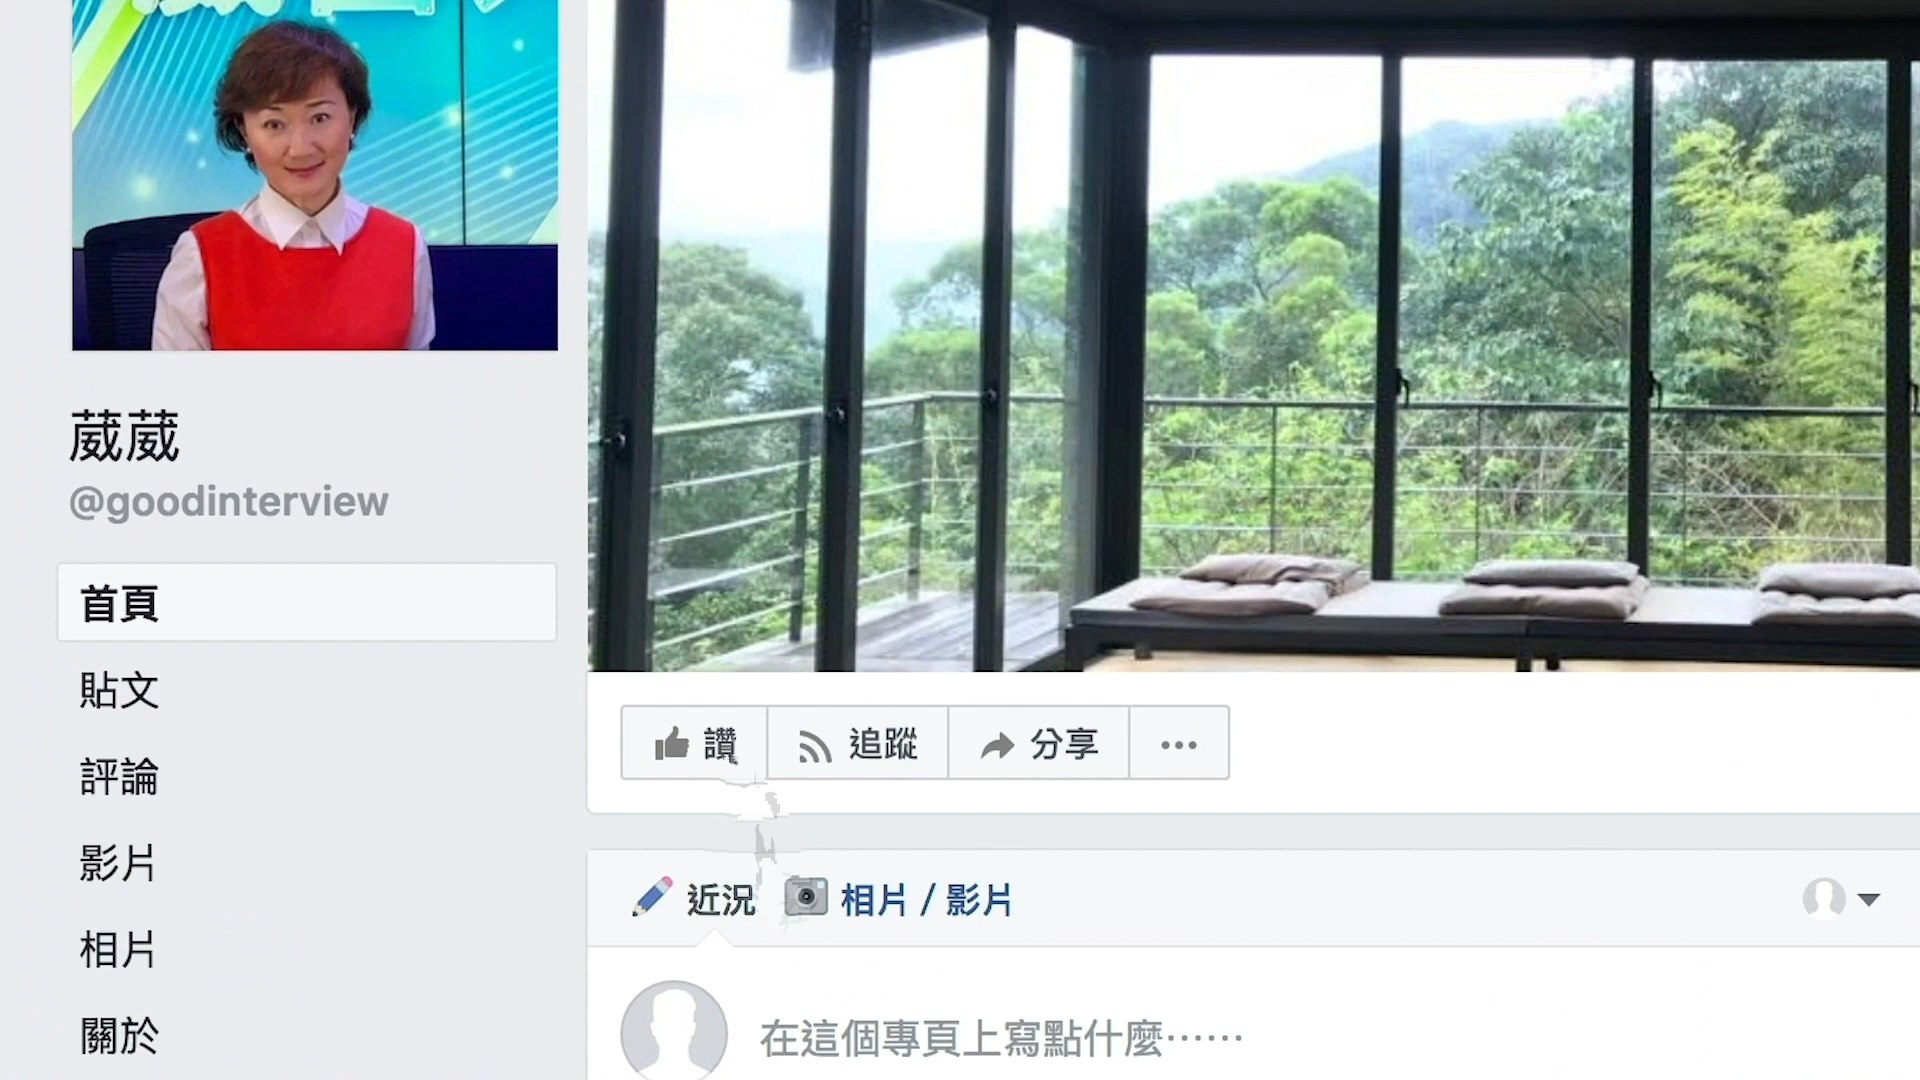 葳葳
@goodinterview
首頁
貼文
評論
影片
相片
關於
讚 追蹤 分享 ...
近況 相片 / 影片
在這個專頁上寫點什麼⋯⋯